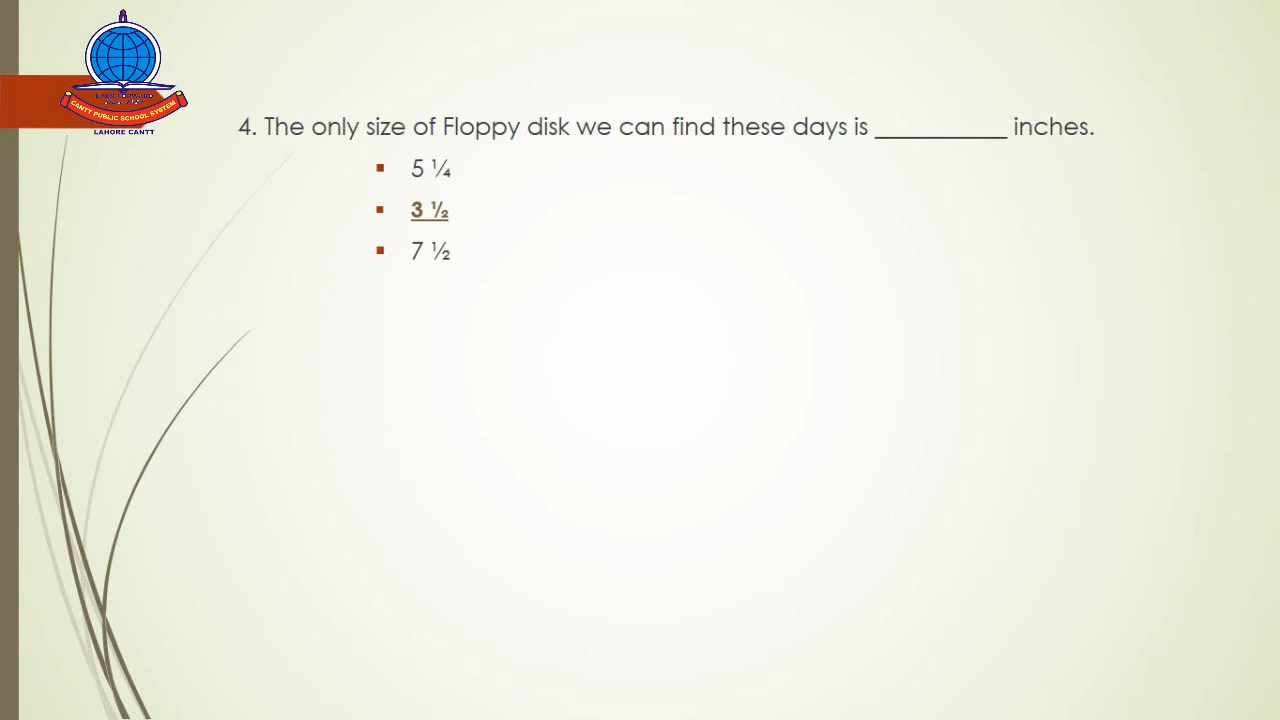 CANTT PUBLIC SCHOOL SYSTEM
LAHORE CANTT
4. The only size of Floppy disk we can find these days is ___________ inches.
5 ¼
3 ½
7 ½